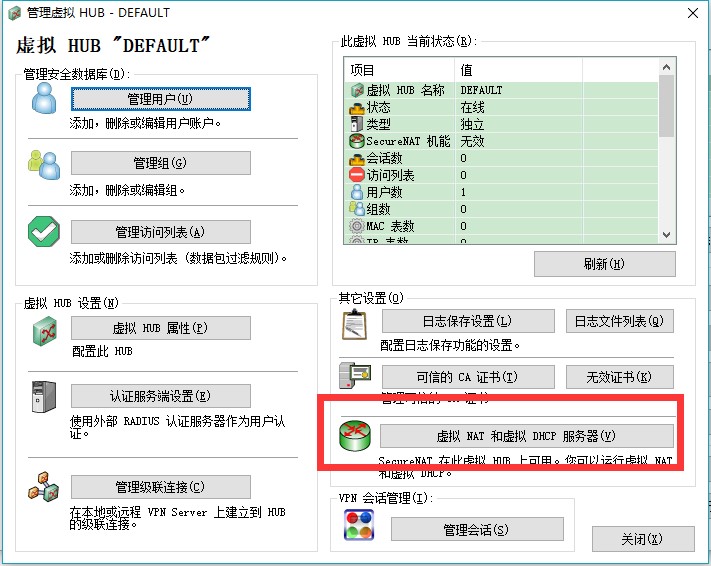 管理虚拟 HUB - DEFAULT
虚拟 HUB "DEFAULT"
管理安全数据库(D):
管理用户(U)
添加，删除或编辑用户账户。
管理组(G)
添加，删除或编辑组。
管理访问列表(A)
添加或删除访问列表 (数据包过滤规则)。
此虚拟 HUB 当前状态(R):
项目 值
虚拟 HUB 名称 DEFAULT
状态 在线
类型 独立
SecureNAT 机能 无效
会话数 0
访问列表 0
用户数 1
组数 0
MAC 表数 0
IP 表数 0
刷新(H)
虚拟 HUB 设置(N)
虚拟 HUB 属性(P)
配置此 HUB
认证服务端设置(E)
使用外部 RADIUS 认证服务器作为用户认
证。
管理级联连接(C)
在本地或远程 VPN Server 上建立到 HUB
的级联连接。
其它设置(O)
日志保存设置(L)
日志文件列表(Q)
配置日志保存功能的设置。
可信的 CA 证书(T)
无效证书(K)
管理可信的 CA 证书
虚拟 NAT 和虚拟 DHCP 服务器(V)
SecureNAT 在此虚拟 HUB 上可用。您可以运行虚拟 NAT
和虚拟 DHCP。
VPN 会话管理(I):
管理会话(S)
关闭(X)